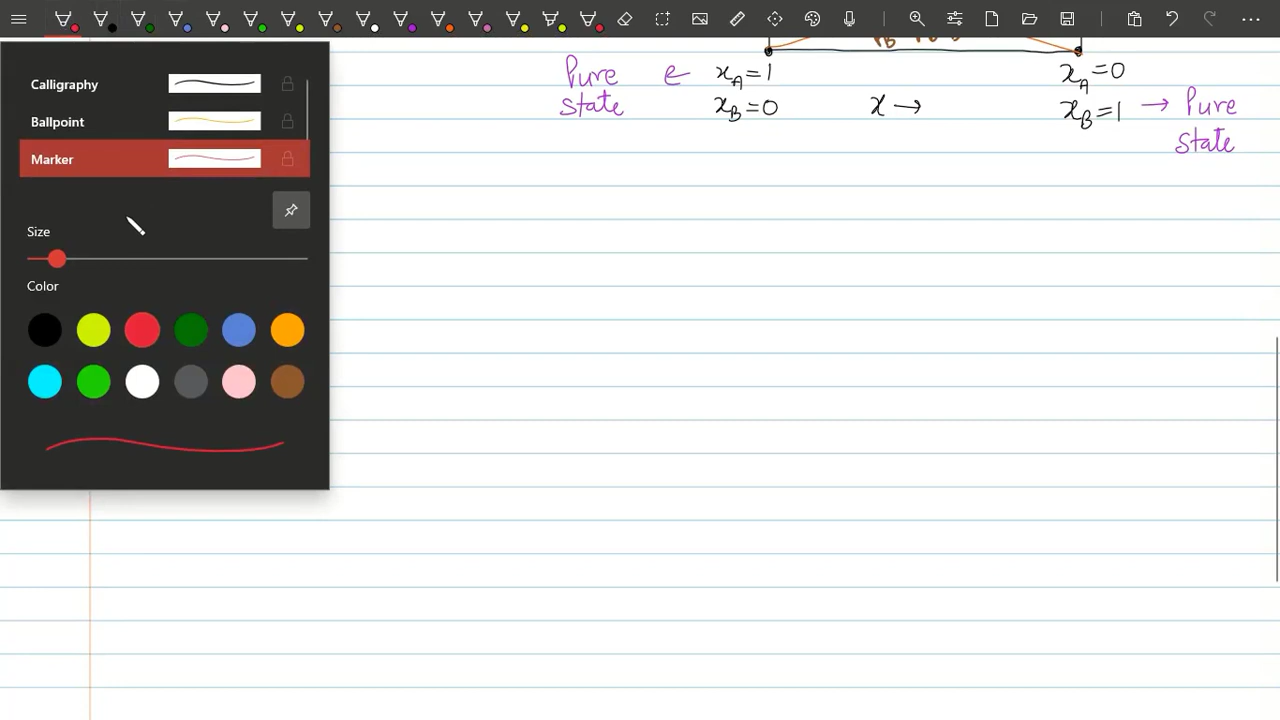 Pure x_A=1 x_A=0
state x_B=0 x → x_B=1 → Pure
state
Calligraphy
Ballpoint
Marker
Size
Color